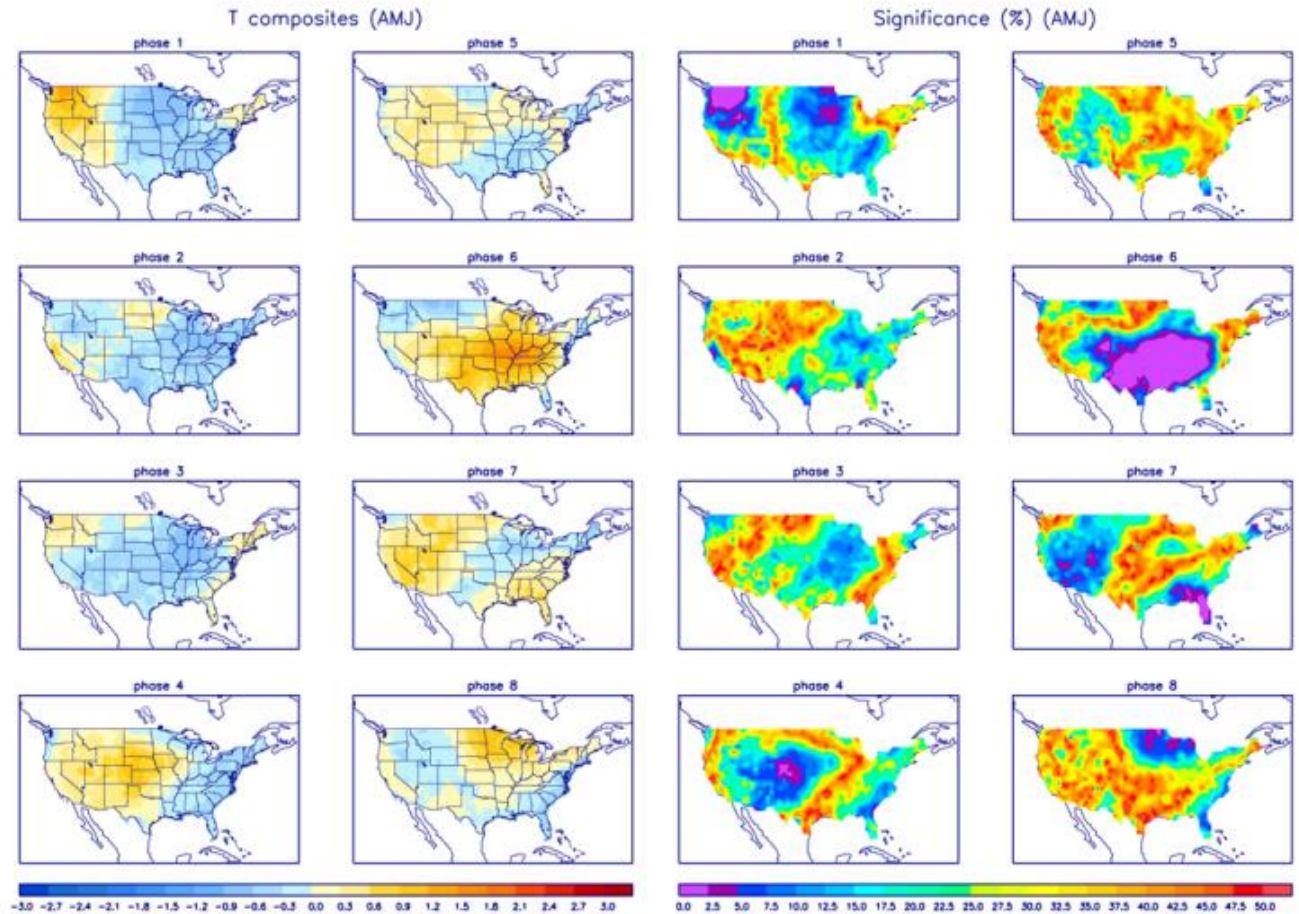 T composites (AMJ)
Significance (%) (AMJ)
phase 1
phase 5
phase 1
phase 5
phase 2
phase 6
phase 2
phase 6
phase 3
phase 7
phase 3
phase 7
phase 4
phase 8
phase 4
phase 8
-3.0 -2.7 -2.4 -2.1 -1.8 -1.5 -1.2 -0.9 -0.6 -0.3 0.0 0.3 0.6 0.9 1.2 1.5 1.8 2.1 2.4 2.7 3.0
0.0 2.5 5.0 7.5 10.0 12.5 15.0 17.5 20.0 22.5 25.0 27.5 30.0 32.5 35.0 37.5 40.0 42.5 45.0 47.5 50.0